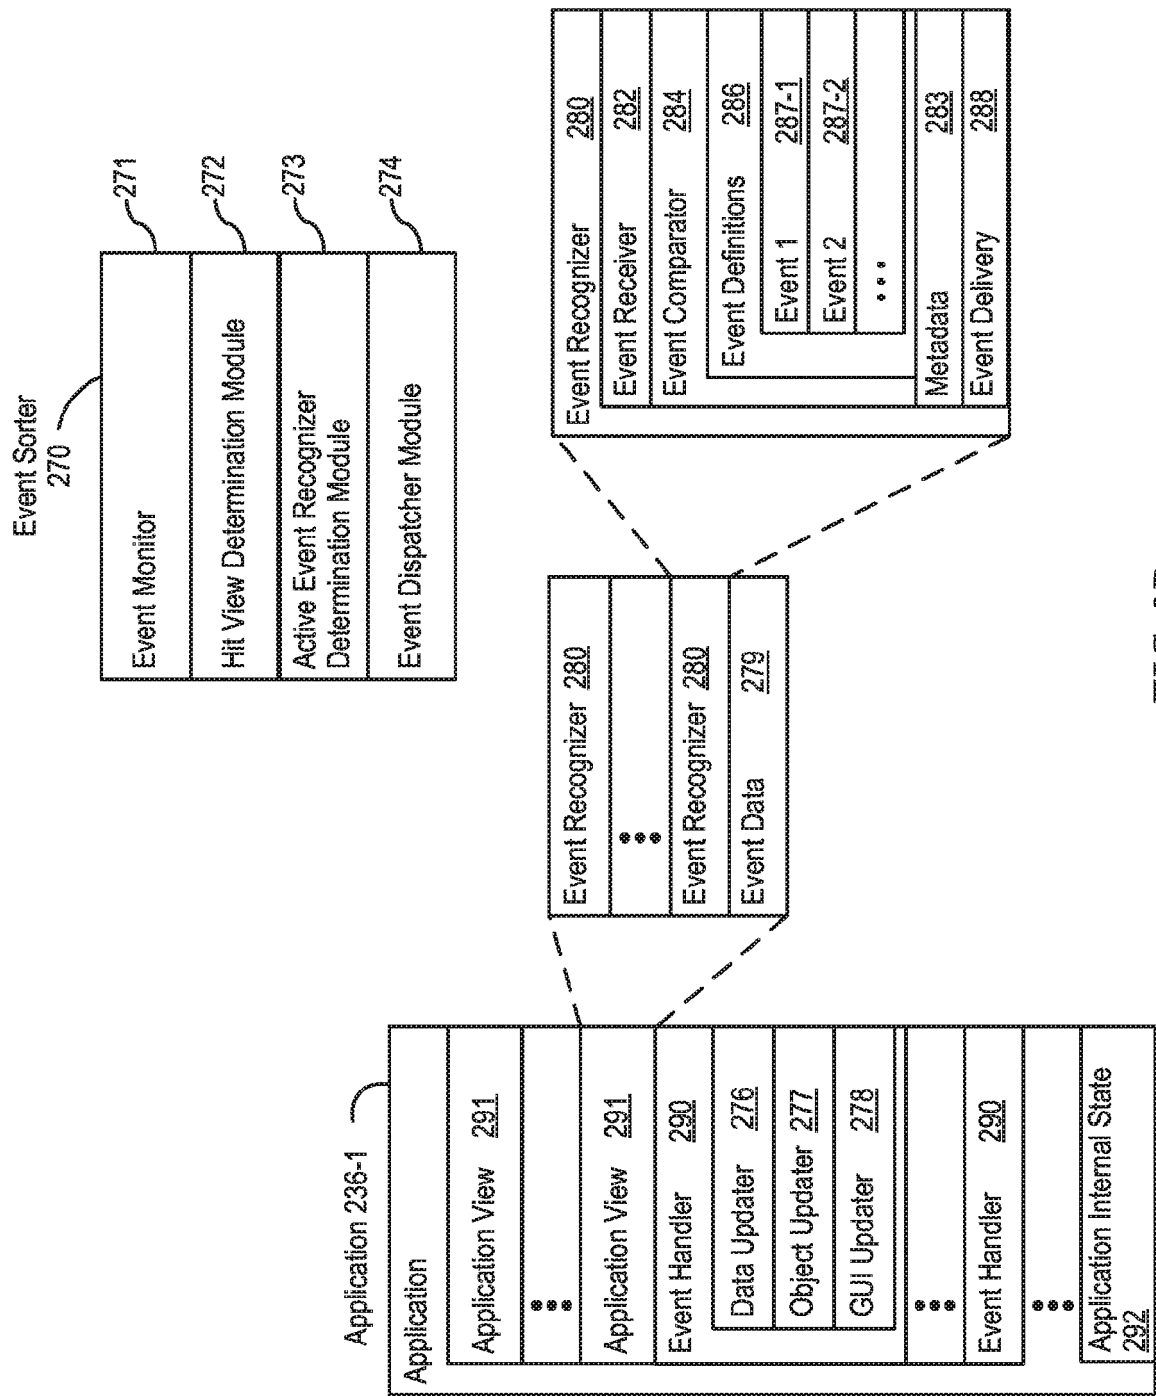 Event Sorter
270
Event Monitor
271
Hit View Determination Module
272
Active Event Recognizer
Determination Module
273
Event Dispatcher Module
274
Application 236-1
Application
Application View 291
•••
Application View 291
Event Handler 290
Data Updater 276
Object Updater 277
GUI Updater 278
•••
Event Handler 290
•••
Application Internal State
292
Event Recognizer 280
•••
Event Recognizer 280
Event Data 279
Event Recognizer 280
Event Receiver 282
Event Comparator 284
Event Definitions 286
Event 1 287-1
Event 2 287-2
•••
Metadata 283
Event Delivery 288